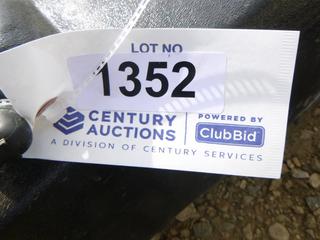 LOT NO
1352
CENTURY AUCTIONS
POWERED BY
ClubBid
A DIVISION OF CENTURY SERVICES